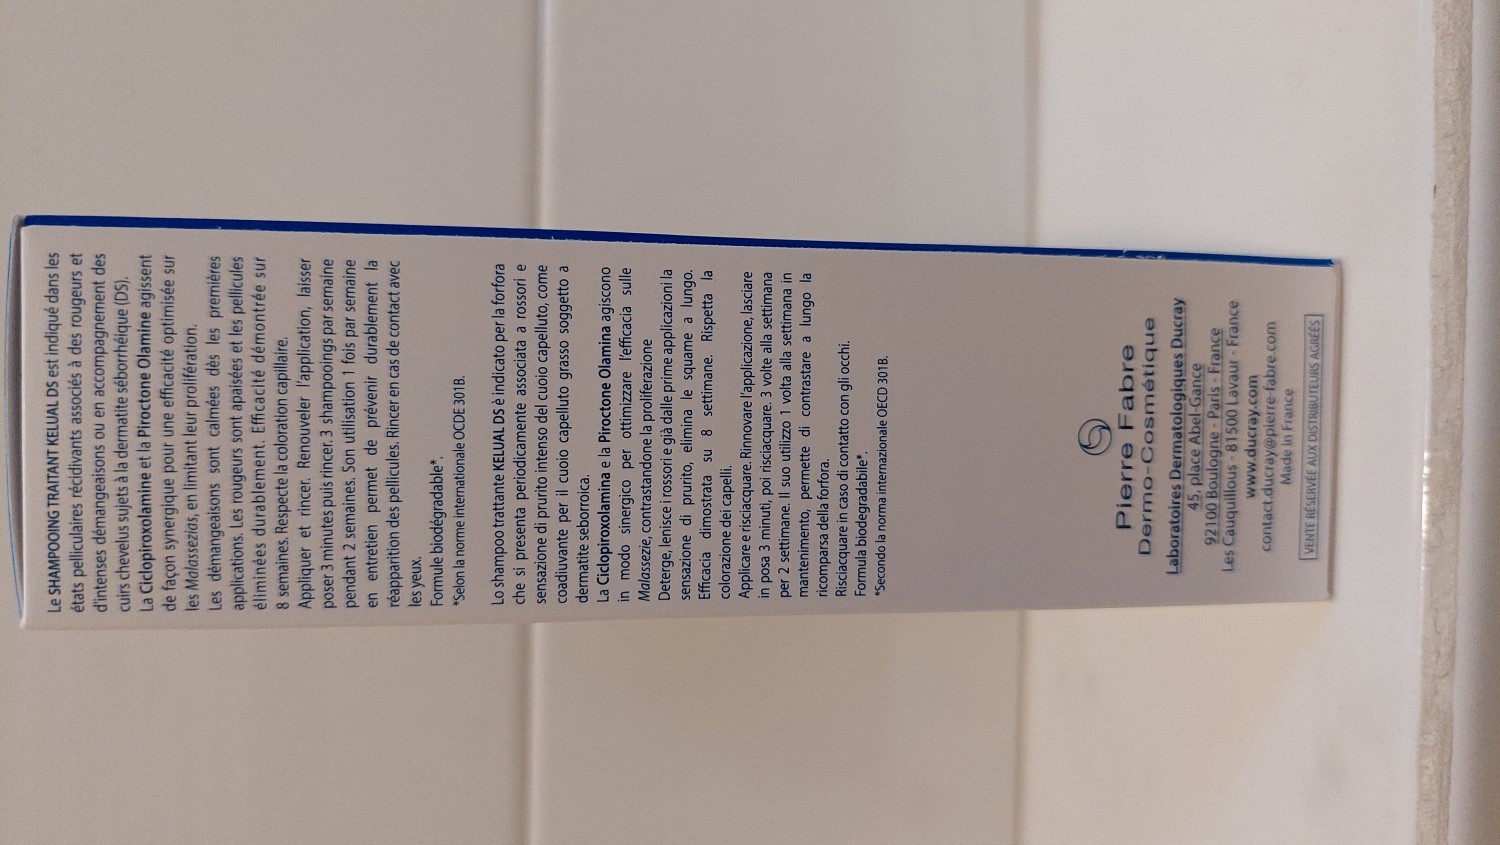 Le SHAMPOOING TRAITANT KELUAL DS est indiqué dans les
états pelliculaires récidivants associés à des rougeurs et
d'intenses démangeaisons ou en accompagnement des
cuirs chevelus sujets à la dermatite séborrhéique (DS).
La Ciclopiroxolamine et la Piroctone Olamine agissent
de façon synergique pour une efficacité optimisée sur
les Malassezias, en limitant leur prolifération.
Les démangeaisons sont calmées dès les premières
applications. Les rougeurs sont apaisées et les pellicules
éliminées durablement. Efficacité démontrée sur
8 semaines. Respecte la coloration capillaire.
Appliquer et rincer. Renouveler l'application, laisser
poser 3 minutes puis rincer. 3 shampooings par semaine
pendant 2 semaines. Son utilisation 1 fois par semaine
en entretien permet de prévenir durablement la
réapparition des pellicules. Rincer en cas de contact avec
les yeux.
Formule biodégradable*.
*Selon la norme internationale OCDE 301B.
Lo shampoo trattante KELUAL DS è indicato per la forfora
che si presenta periodicamente associata a rossori e
sensazione di prurito intenso del cuoio capelluto, come
coadiuvante per il cuoio capelluto grasso soggetto a
dermatite seborroica.
La Ciclopiroxolamina e la Piroctone Olamina agiscono
in modo sinergico per ottimizzare l'efficacia sulle
Malassezie, contrastandone la proliferazione
Deterge, lenisce i rossori e già dalle prime applicazioni la
sensazione di prurito, elimina le squame a lungo.
Efficacia dimostrata su 8 settimane. Rispetta la
colorazione dei capelli.
Applicare e risciacquare. Rinnovare l'applicazione, lasciare
in posa 3 minuti, poi risciacquare. 3 volte alla settimana
per 2 settimane. Il suo utilizzo 1 volta alla settimana in
mantenimento, permette di contrastare a lungo la
ricomparsa della forfora.
Risciacquare in caso di contatto con gli occhi.
Formula biodegradabile*.
*Secondo la norma internazionale OECD 301B.
Pierre Fabre
Dermo-Cosmétique
Laboratoires Dermatologiques Ducray
45, place Abel-Gance
92100 Boulogne - Paris - France
Les Cauquillous - 81500 Lavaur - France
www.ducray.com
contact.ducray@pierre-fabre.com
Made in France
VENTE RÉSERVÉE AUX DISTRIBUTEURS AGRÉÉS